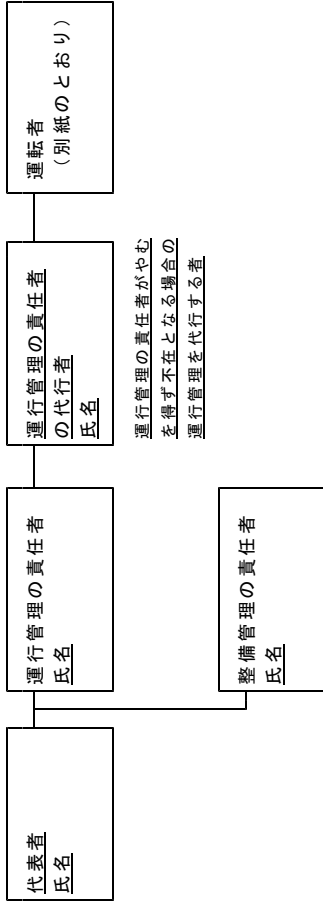 代表者
氏名
運行管理の責任者
氏名
運行管理の責任者
の代行者
氏名
運転者
（別紙のとおり）
運行管理の責任者がやむ
を得ず不在となる場合の
運行管理を代行する者
整備管理の責任者
氏名